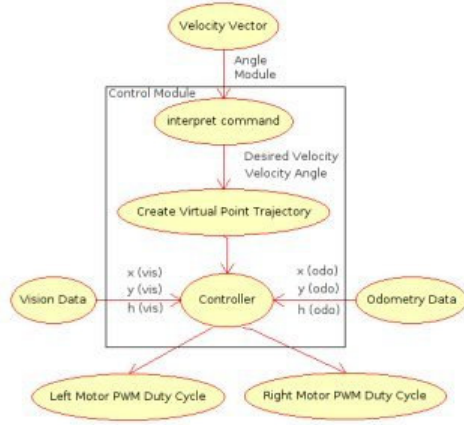 Velocity Vector
Angle
Module
Control Module
interpret command
Desired Velocity
Velocity Angle
Create Virtual Point Trajectory
x (vis)
y (vis)
h (vis)
x (odo)
y (odo)
h (odo)
Vision Data
Controller
Odometry Data
Left Motor PWM Duty Cycle
Right Motor PWM Duty Cycle